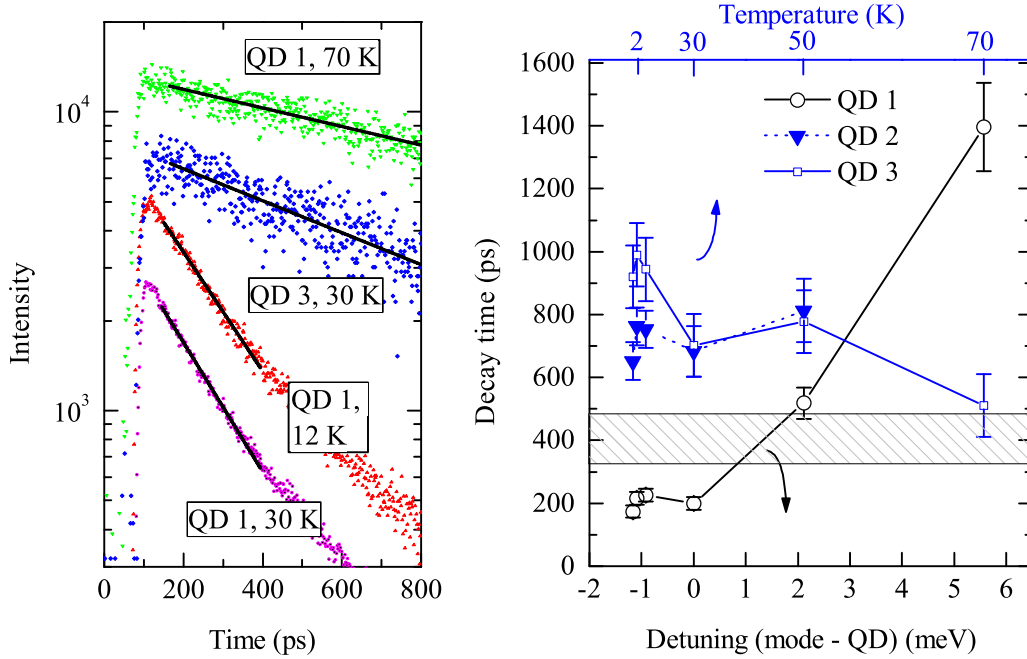 QD 1, 70 K
QD 3, 30 K
QD 1,
12 K
QD 1, 30 K
10^4
10^3
Intensity
0 200 400 600 800
Time (ps)
Temperature (K)
2 30 50 70
QD 1
QD 2
QD 3
1600
1400
1200
1000
800
600
400
200
0
Decay time (ps)
-2 -1 0 1 2 3 4 5 6
Detuning (mode - QD) (meV)